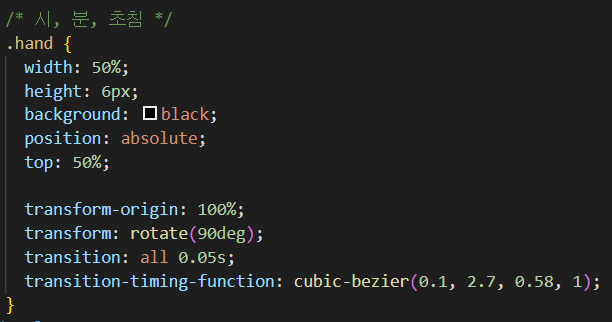 /* 시, 분, 초침 */
.hand {
width: 50%;
height: 6px;
background: black;
position: absolute;
top: 50%;
transform-origin: 100%;
transform: rotate(90deg);
transition: all 0.05s;
transition-timing-function: cubic-bezier(0.1, 2.7, 0.58, 1);
}